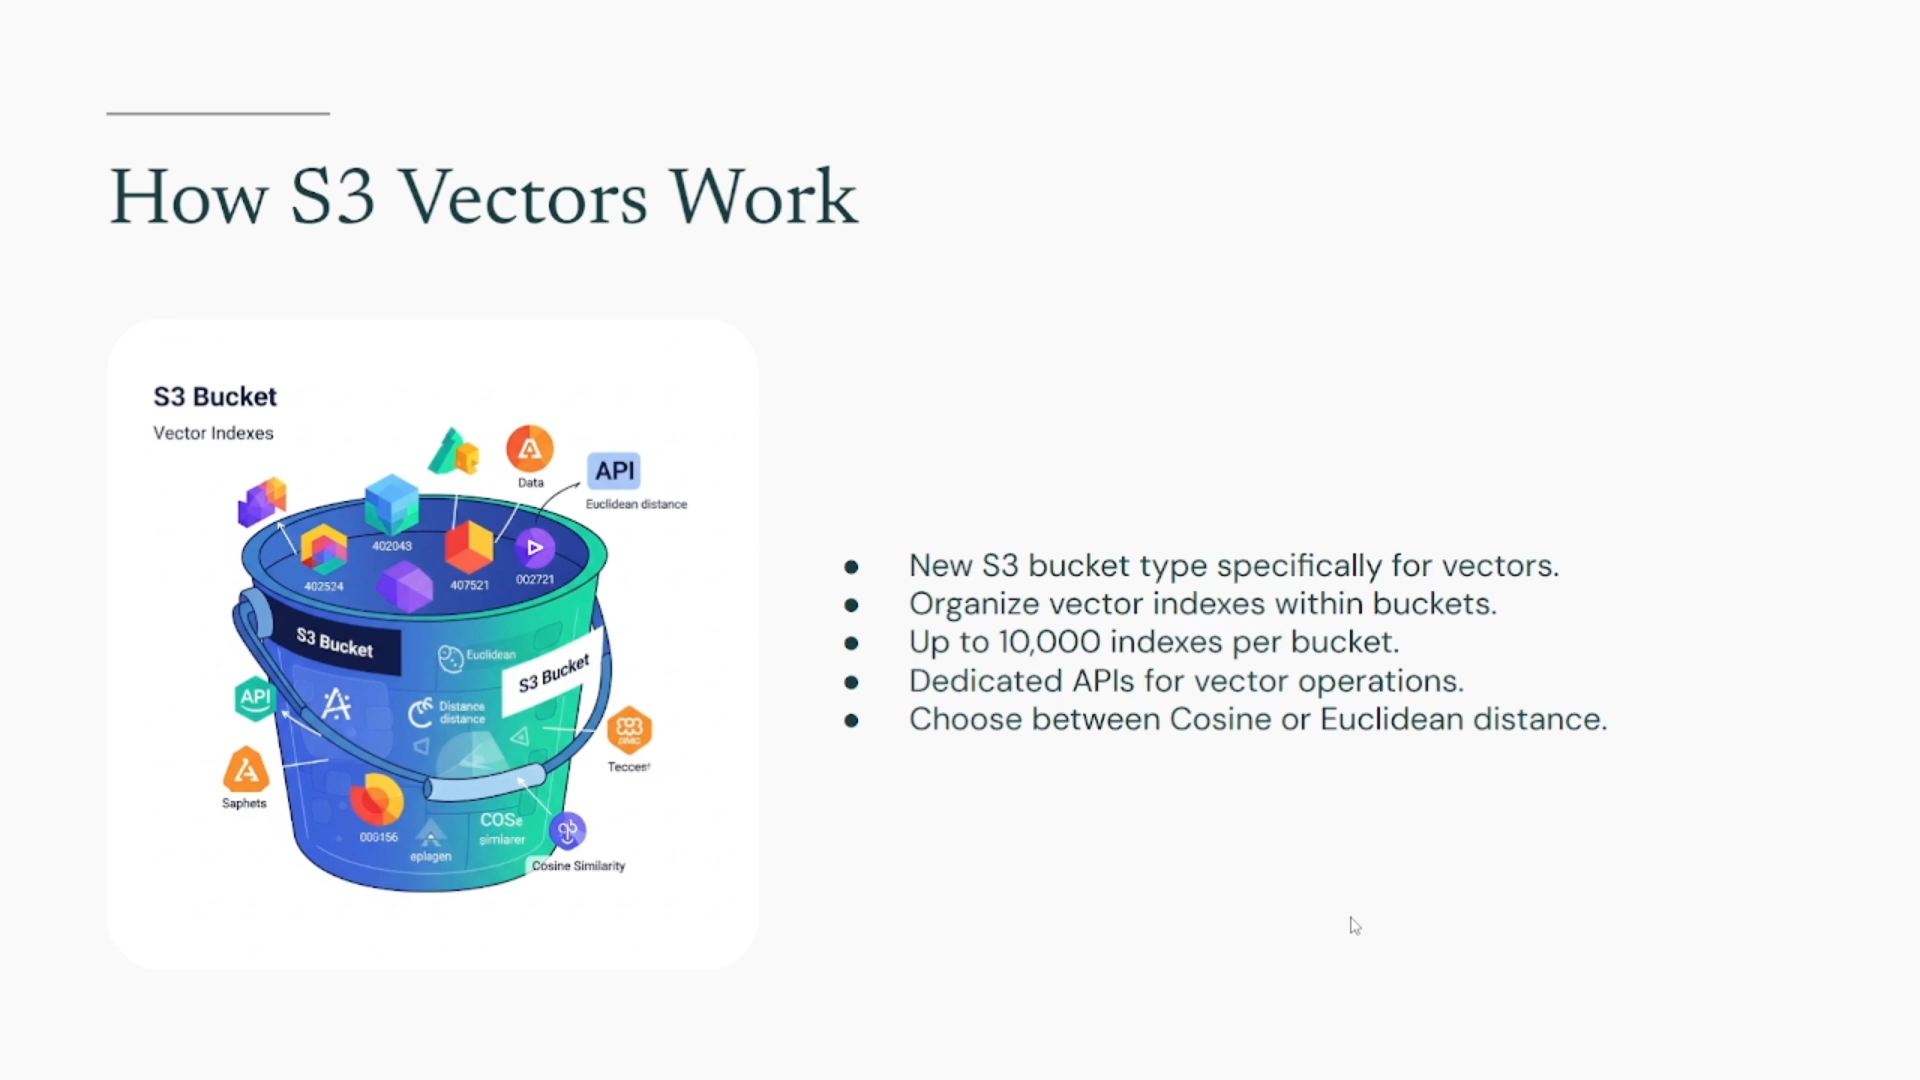 How S3 Vectors Work
S3 Bucket
Vector Indexes
Data
API
Euclidean distance
402043
402524
407521
002721
S3 Bucket
Euclidean
S3 Bucket
API
Distance
distance
Teccest
Saphets
000156
COSe
simlarer
eplagen
Cosine Similarity
• New S3 bucket type specifically for vectors.
• Organize vector indexes within buckets.
• Up to 10,000 indexes per bucket.
• Dedicated APIs for vector operations.
• Choose between Cosine or Euclidean distance.